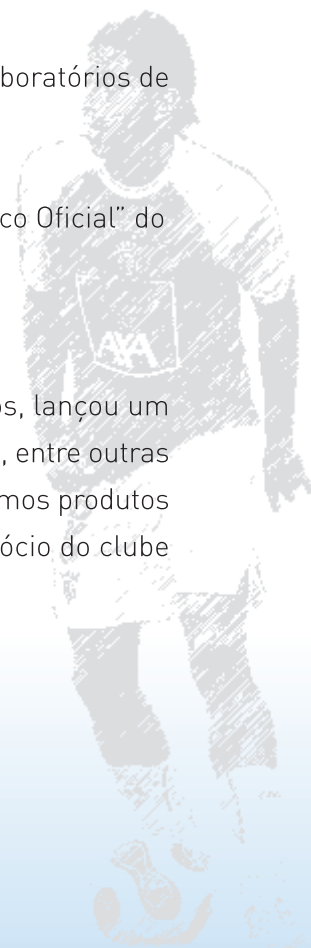 boratórios de
co Oficial” do
AXA
os, lançou um
, entre outras
mos produtos
ócio do clube